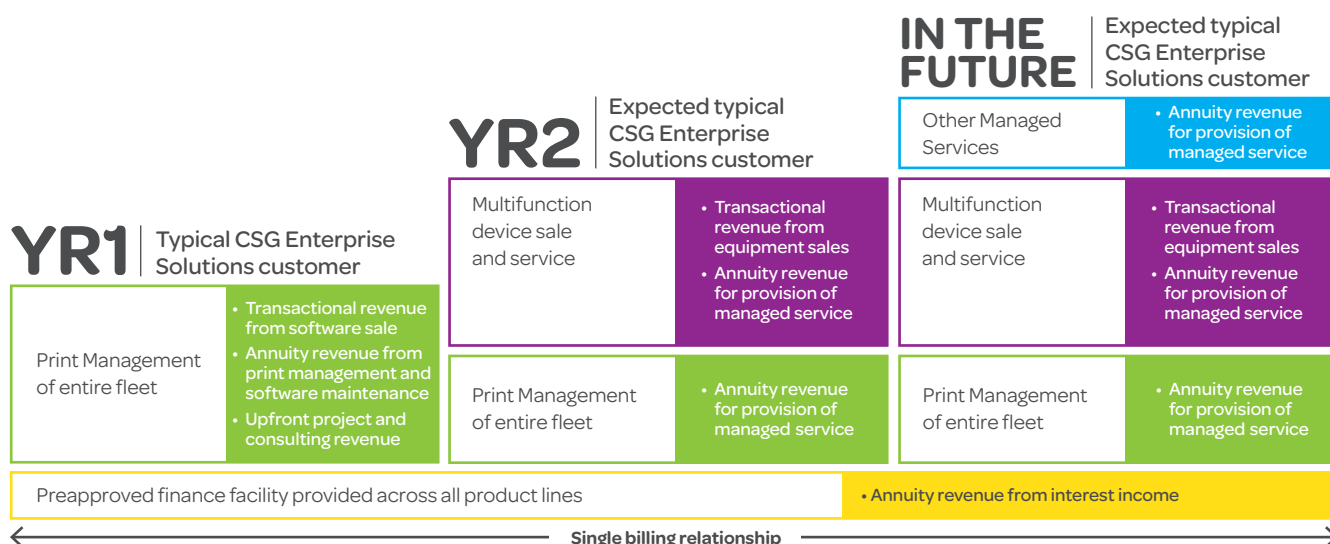 YR1
Typical CSG Enterprise
Solutions customer
Print Management
of entire fleet
• Transactional revenue
from software sale
• Annuity revenue from
print management and
software maintenance
• Upfront project and
consulting revenue
YR2
Expected typical
CSG Enterprise
Solutions customer
Multifunction
device sale
and service
• Transactional
revenue from
equipment sales
• Annuity revenue
for provision of
managed service
Print Management
of entire fleet
• Annuity revenue
for provision of
managed service
IN THE
FUTURE
Expected typical
CSG Enterprise
Solutions customer
Other Managed
Services
• Annuity revenue
for provision of
managed service
Multifunction
device sale
and service
• Transactional
revenue from
equipment sales
• Annuity revenue
for provision of
managed service
Print Management
of entire fleet
• Annuity revenue
for provision of
managed service
Preapproved finance facility provided across all product lines
• Annuity revenue from interest income
Single billing relationship